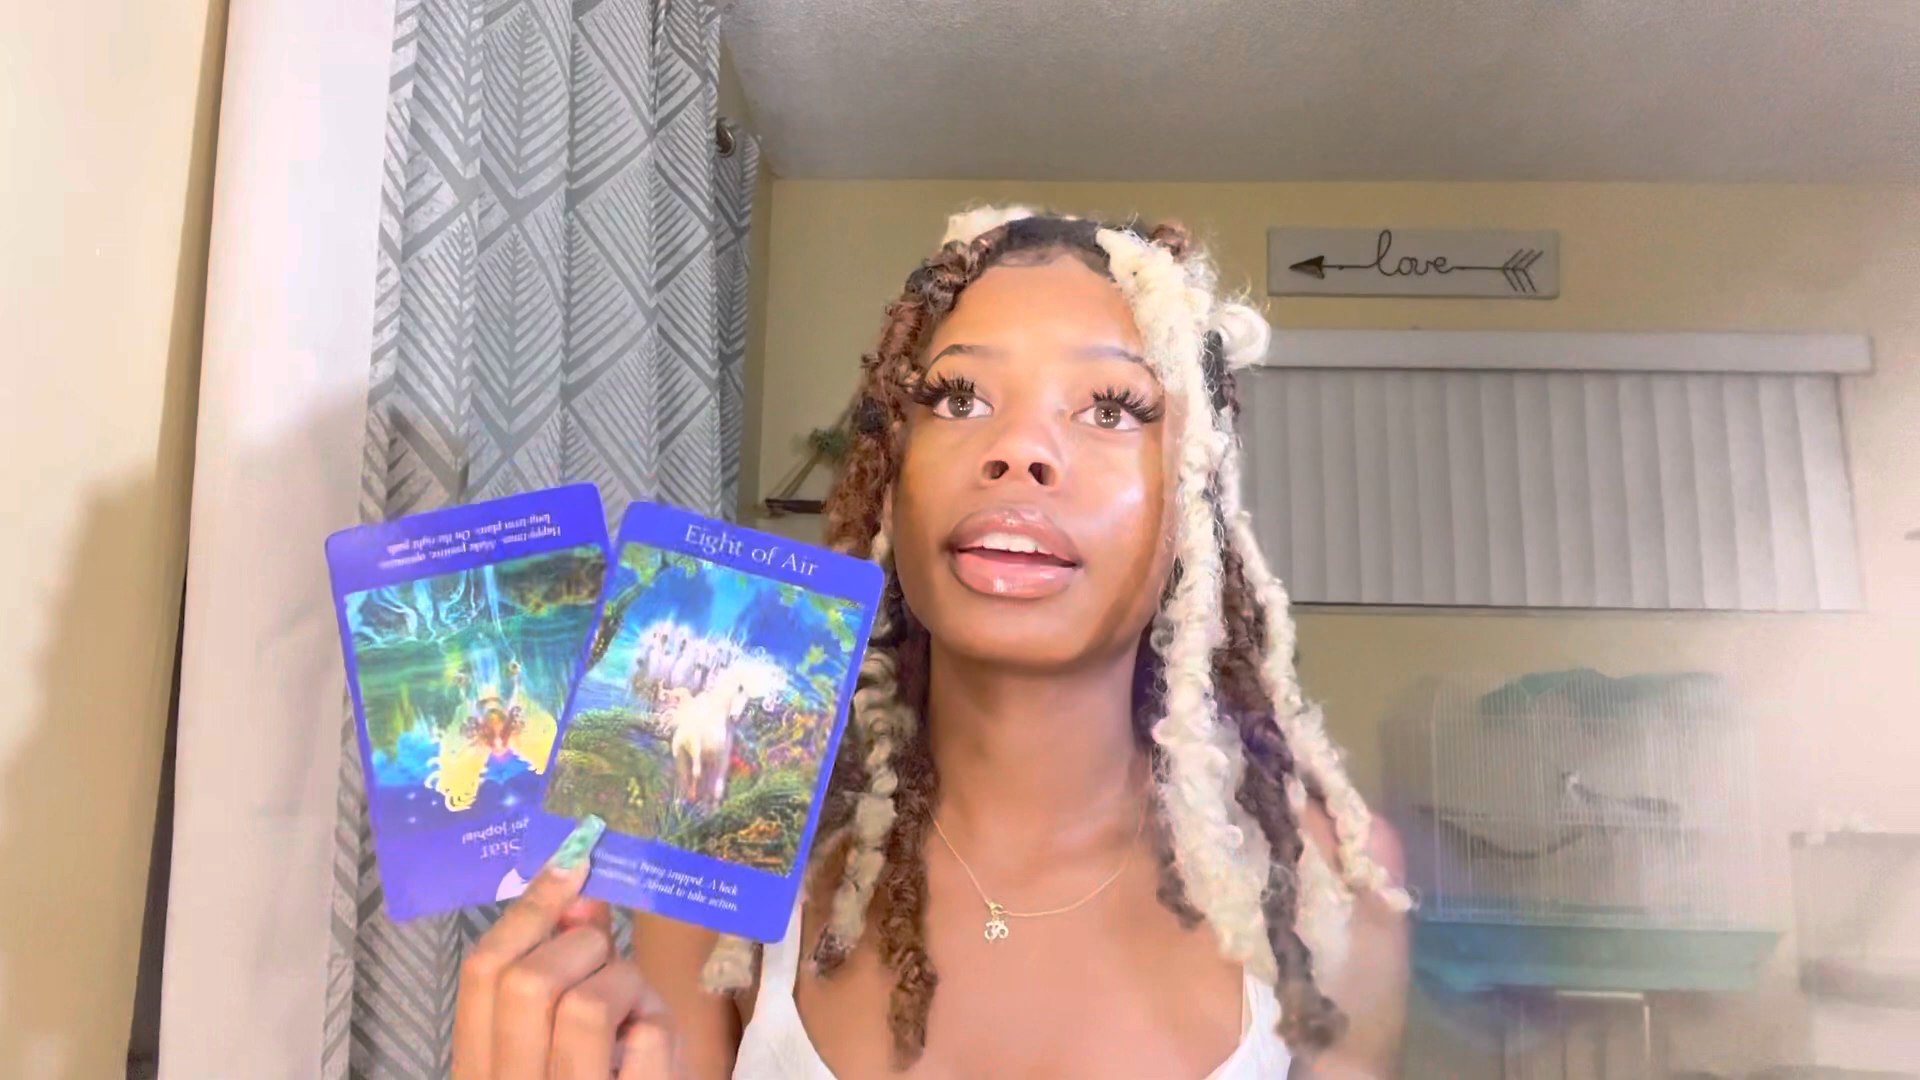 love
Eight of Air
being trapped. A lack
Afraid to take action.
Happy times. Make positive, optimistic
long-term plans. On the right path.
Star